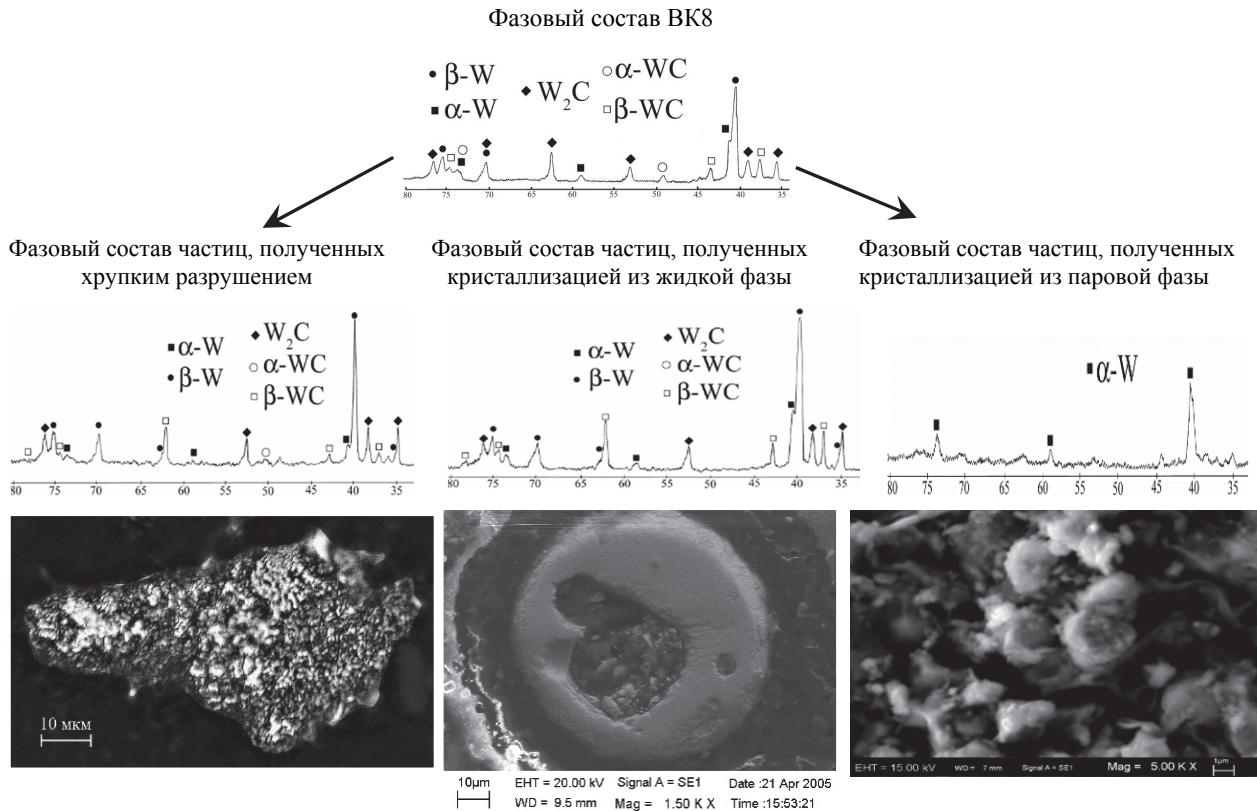 Фазовый состав ВК8
β-W
α-W
W₂C
α-WC
β-WC
80 75 70 65 60 55 50 45 40 35
Фазовый состав частиц, полученных
хрупким разрушением
Фазовый состав частиц, полученных
кристаллизацией из жидкой фазы
Фазовый состав частиц, полученных
кристаллизацией из паровой фазы
α-W
β-W
W₂C
α-WC
β-WC
80 75 70 65 60 55 50 45 40 35
α-W
β-W
W₂C
α-WC
β-WC
80 75 70 65 60 55 50 45 40 35
α-W
80 75 70 65 60 55 50 45 40 35
10 мкм
10µm EHT = 20.00 kV Signal A = SE1 Date :21 Apr 2005
WD = 9.5 mm Mag = 1.50 K X Time :15:53:21
EHT = 15.00 kV WD = 7 mm Signal A = SE1 Mag = 5.00 K X 1µm